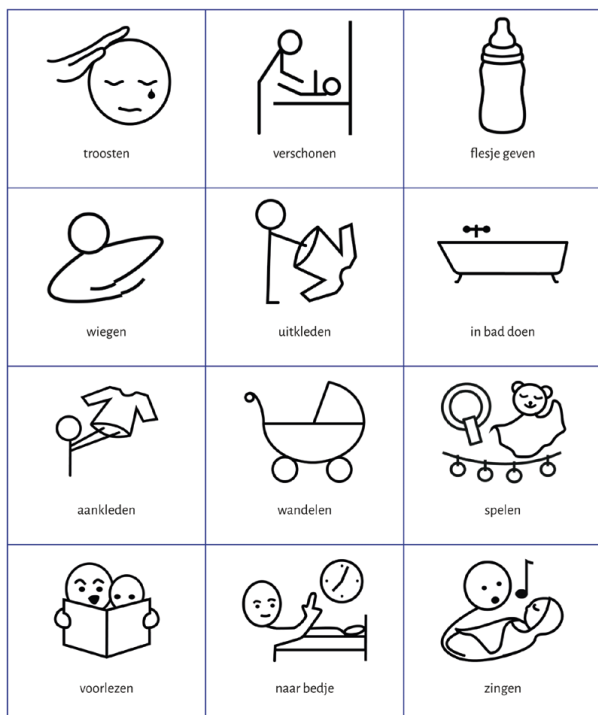 troosten
verschonen
flesje geven
wiegen
uitkleden
in bad doen
aankleden
wandelen
spelen
voorlezen
naar bedje
zingen